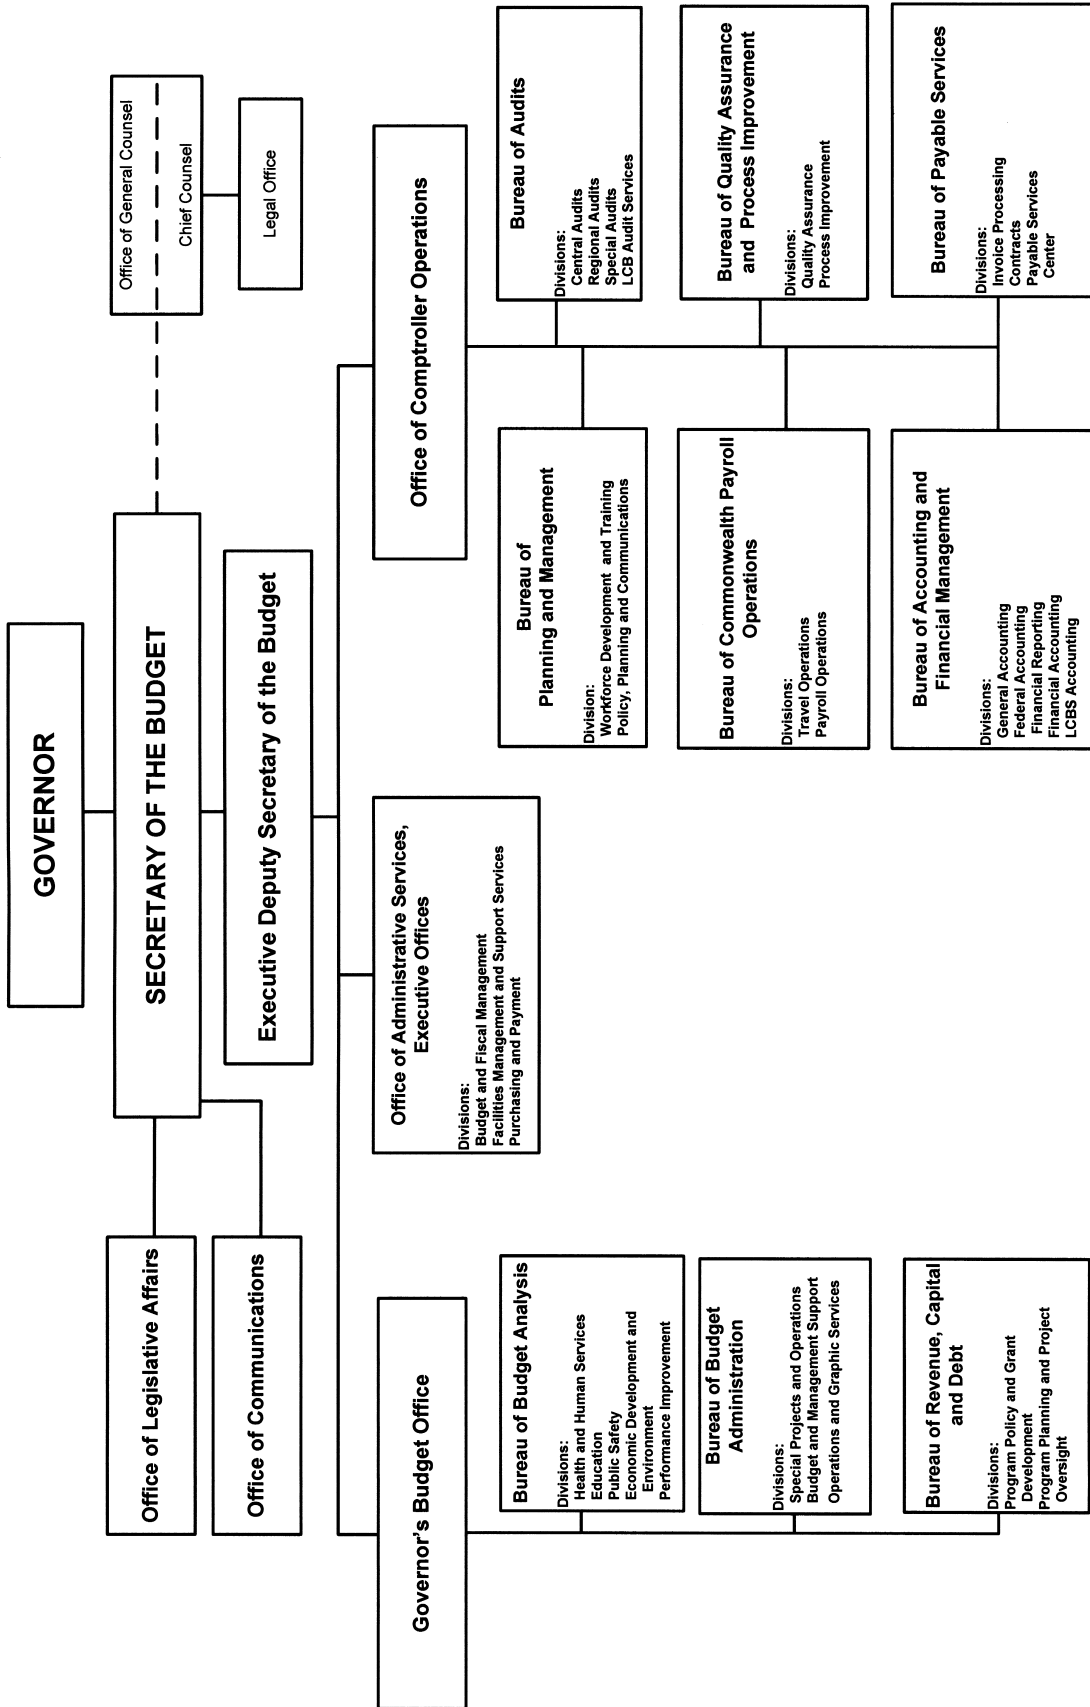 GOVERNOR
SECRETARY OF THE BUDGET
Office of General Counsel
Chief Counsel
Legal Office
Office of Legislative Affairs
Office of Communications
Executive Deputy Secretary of the Budget
Governor's Budget Office
Office of Administrative Services,
Executive Offices
Divisions:
Budget and Fiscal Management
Facilities Management and Support Services
Purchasing and Payment
Office of Comptroller Operations
Bureau of Budget Analysis
Divisions:
Health and Human Services
Education
Public Safety
Economic Development and
Environment
Performance Improvement
Bureau of Budget
Administration
Divisions:
Special Projects and Operations
Budget and Management Support
Operations and Graphic Services
Bureau of Revenue, Capital
and Debt
Divisions:
Program Policy and Grant
Development
Program Planning and Project
Oversight
Bureau of
Planning and Management
Division:
Workforce Development and Training
Policy, Planning and Communications
Bureau of Audits
Divisions:
Central Audits
Regional Audits
Special Audits
LCB Audit Services
Bureau of Commonwealth Payroll
Operations
Divisions:
Travel Operations
Payroll Operations
Bureau of Quality Assurance
and Process Improvement
Divisions:
Quality Assurance
Process Improvement
Bureau of Accounting and
Financial Management
Divisions:
General Accounting
Federal Accounting
Financial Reporting
Financial Accounting
LCBS Accounting
Bureau of Payable Services
Divisions:
Invoice Processing
Contracts
Payable Services
Center